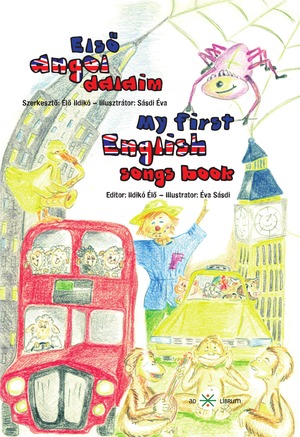 Első
angol
dalaim
Szerkesztő: Élő Ildikó – illusztrátor: Sásdi Éva
My first
English
songs book
Editor: Ildikó Élő – illustrator: Éva Sásdi
AD LIBRUM